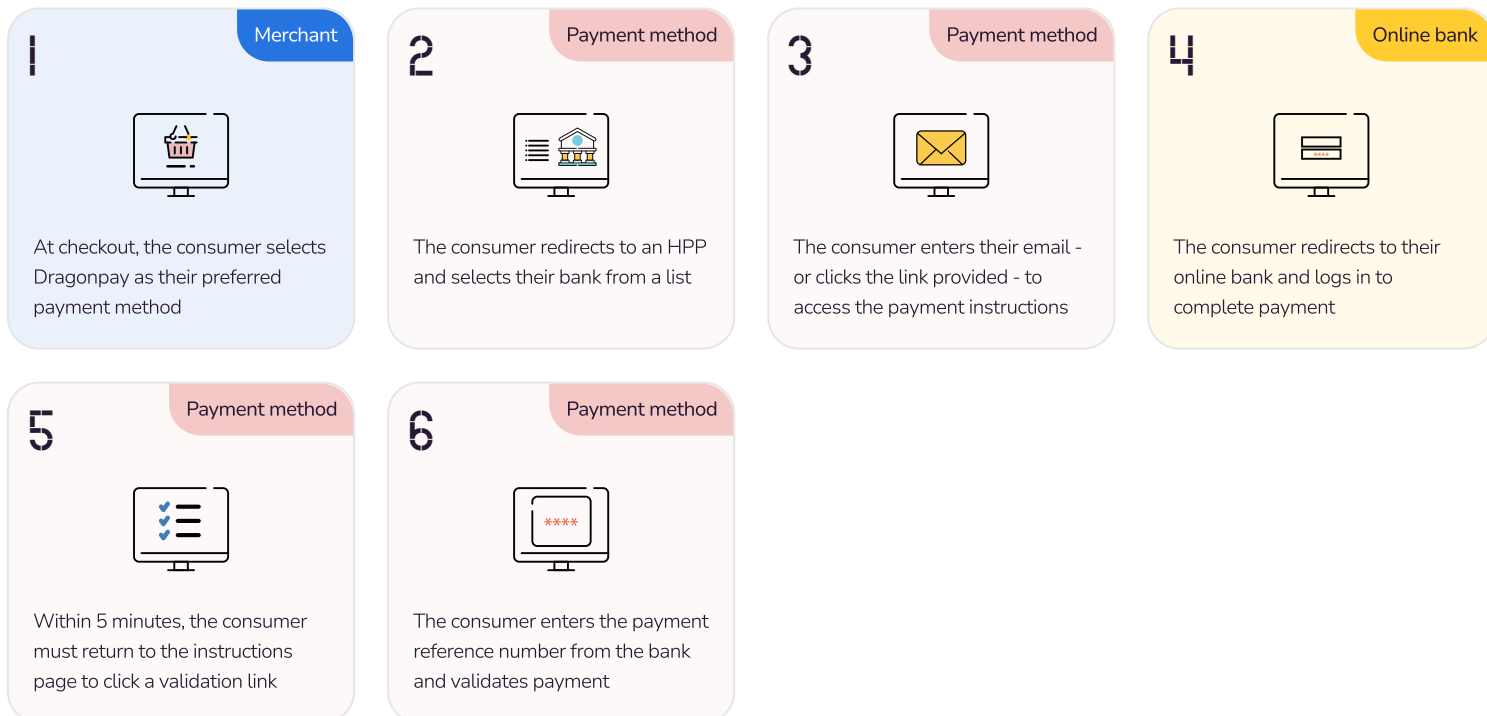 1
Merchant
At checkout, the consumer selects
Dragonpay as their preferred
payment method
2
Payment method
The consumer redirects to an HPP
and selects their bank from a list
3
Payment method
The consumer enters their email -
or clicks the link provided - to
access the payment instructions
4
Online bank
****
The consumer redirects to their
online bank and logs in to
complete payment
5
Payment method
Within 5 minutes, the consumer
must return to the instructions
page to click a validation link
6
Payment method
****
The consumer enters the payment
reference number from the bank
and validates payment